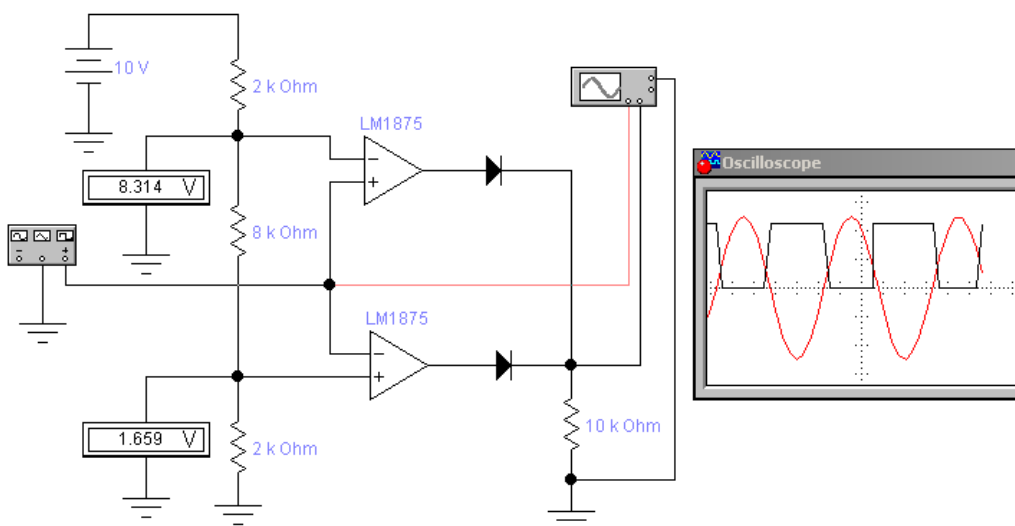 10 V
2 k Ohm
LM1875
8.314 V
Oscilloscope
8 k Ohm
LM1875
1.659 V
2 k Ohm
10 k Ohm